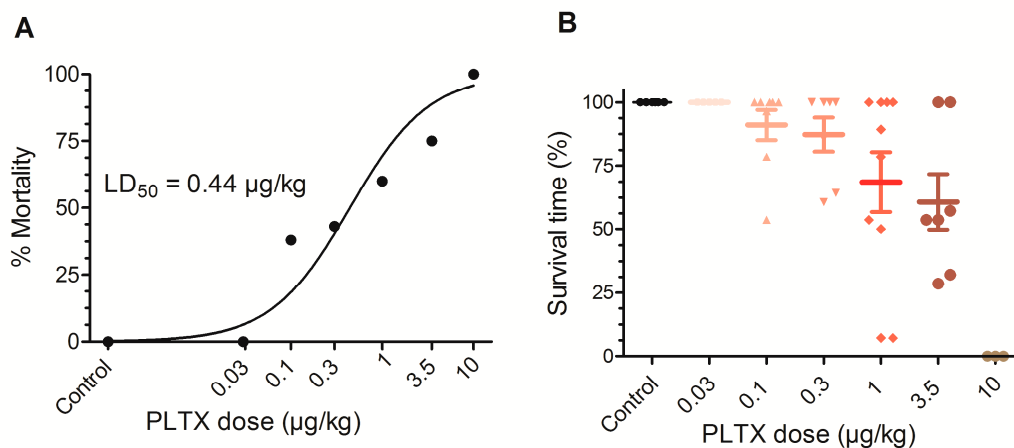 A
% Mortality
100
75
50
25
0
LD50 = 0.44 µg/kg
Control
0.03
0.1
0.3
1
3.5
10
PLTX dose (µg/kg)
B
Survival time (%)
100
75
50
25
0
Control
0.03
0.1
0.3
1
3.5
10
PLTX dose (µg/kg)